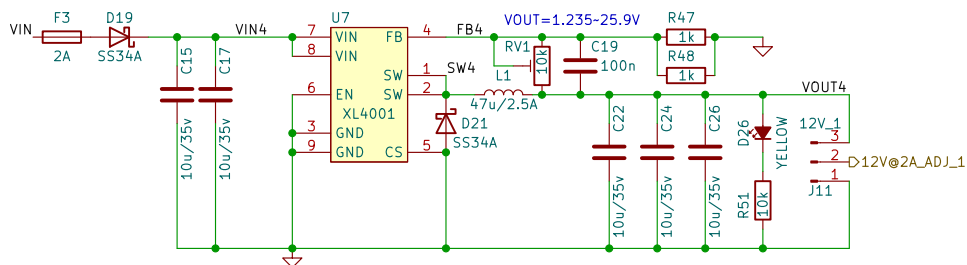 VIN
F3
2A
D19
SS34A
C15
10u/35v
C17
10u/35v
VIN4
U7
7
VIN
8
VIN
6
EN
3
GND
9
GND
XL4001
FB
4
SW
1
SW
2
CS
5
FB4
SW4
D21
SS34A
L1
47u/2.5A
VOUT=1.235~25.9V
RV1
10k
C19
100n
R47
1k
R48
1k
C22
10u/35v
C24
10u/35v
C26
10u/35v
D26
YELLOW
R51
10k
VOUT4
12V_1
3
2
1
J11
12V@2A_ADJ_1